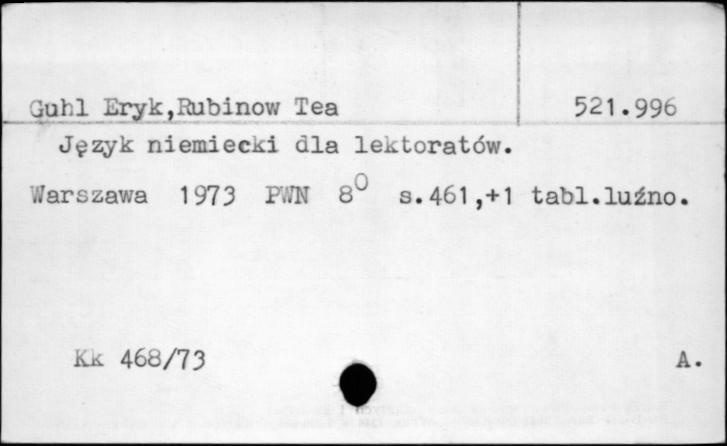 Guhl Eryk,Rubinow Tea 521.996
Język niemiecki dla lektoratów.
Warszawa 1973 PWN 8⁰ s.461,+1 tabl.luźno.
Kk 468/73 A.